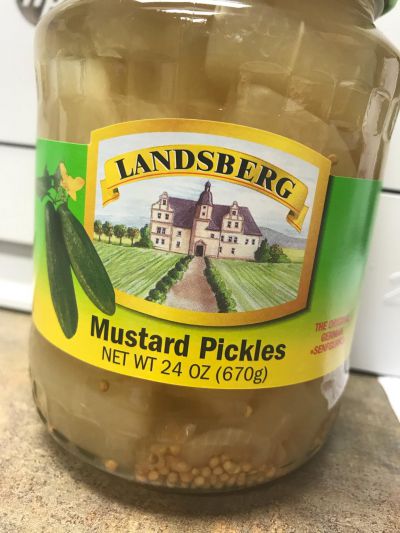 LANDSBERG
Mustard Pickles
NET WT 24 OZ (670g)
THE ORIGINAL
GERMAN